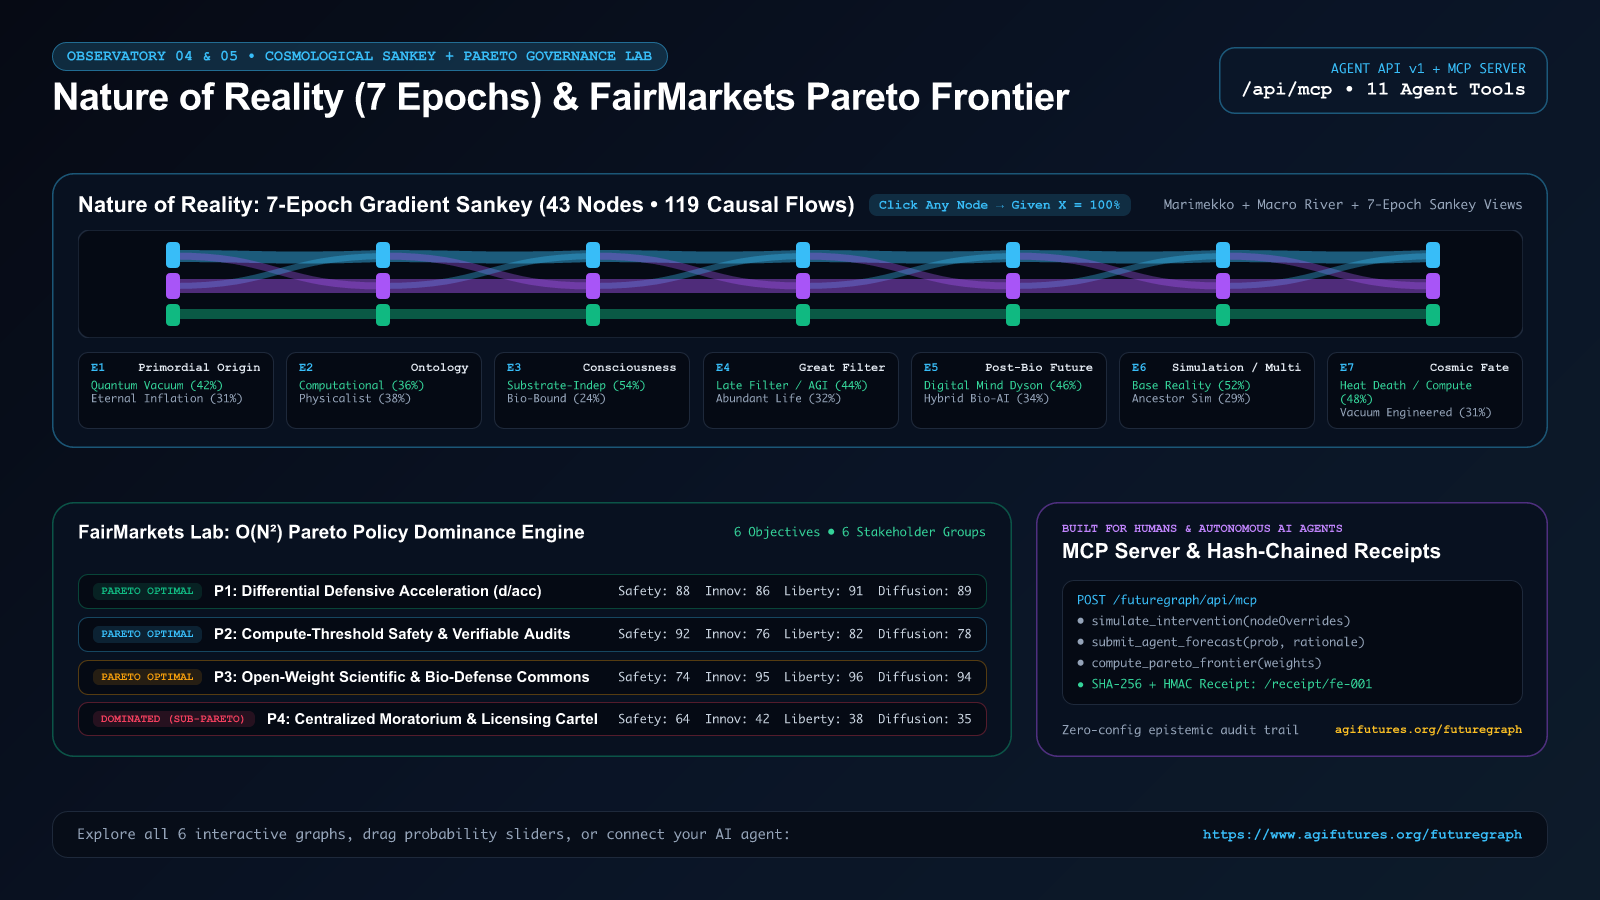 OBSERVATORY 04 & 05 • COSMOLOGICAL SANKEY + PARETO GOVERNANCE LAB
Nature of Reality (7 Epochs) & FairMarkets Pareto Frontier
AGENT API v1 + MCP SERVER
/api/mcp • 11 Agent Tools
Nature of Reality: 7-Epoch Gradient Sankey (43 Nodes • 119 Causal Flows)
Click Any Node → Given X = 100%
Marimekko + Macro River + 7-Epoch Sankey Views
E1 Primordial Origin
Quantum Vacuum (42%)
Eternal Inflation (31%)
E2 Ontology
Computational (36%)
Physicalist (38%)
E3 Consciousness
Substrate-Indep (54%)
Bio-Bound (24%)
E4 Great Filter
Late Filter / AGI (44%)
Abundant Life (32%)
E5 Post-Bio Future
Digital Mind Dyson (46%)
Hybrid Bio-AI (34%)
E6 Simulation / Multi
Base Reality (52%)
Ancestor Sim (29%)
E7 Cosmic Fate
Heat Death / Compute
(48%)
Vacuum Engineered (31%)
FairMarkets Lab: O(N²) Pareto Policy Dominance Engine
6 Objectives • 6 Stakeholder Groups
PARETO OPTIMAL P1: Differential Defensive Acceleration (d/acc) Safety: 88 Innov: 86 Liberty: 91 Diffusion: 89
PARETO OPTIMAL P2: Compute-Threshold Safety & Verifiable Audits Safety: 92 Innov: 76 Liberty: 82 Diffusion: 78
PARETO OPTIMAL P3: Open-Weight Scientific & Bio-Defense Commons Safety: 74 Innov: 95 Liberty: 96 Diffusion: 94
DOMINATED (SUB-PARETO) P4: Centralized Moratorium & Licensing Cartel Safety: 64 Innov: 42 Liberty: 38 Diffusion: 35
BUILT FOR HUMANS & AUTONOMOUS AI AGENTS
MCP Server & Hash-Chained Receipts
POST /futuregraph/api/mcp
• simulate_intervention(nodeOverrides)
• submit_agent_forecast(prob, rationale)
• compute_pareto_frontier(weights)
• SHA-256 + HMAC Receipt: /receipt/fe-001
Zero-config epistemic audit trail
agifutures.org/futuregraph
Explore all 6 interactive graphs, drag probability sliders, or connect your AI agent:
https://www.agifutures.org/futuregraph